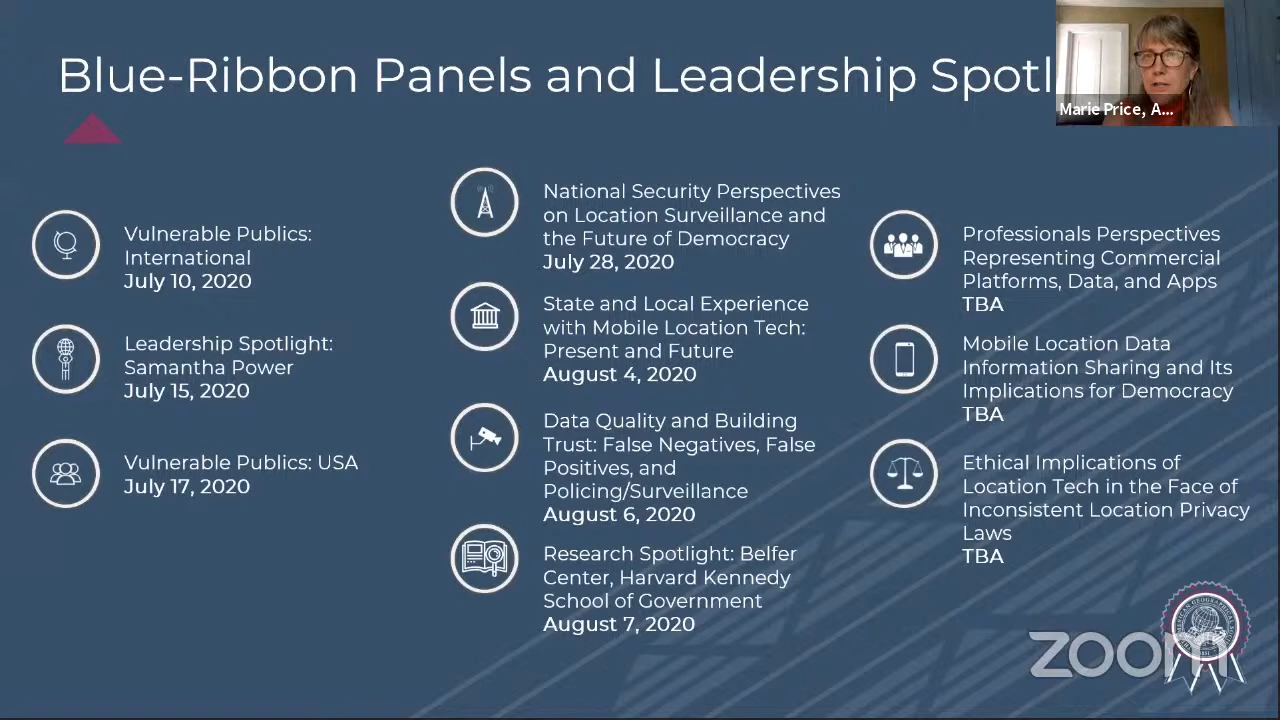 Blue-Ribbon Panels and Leadership Spotl
Marie Price, A...
Vulnerable Publics:
International
July 10, 2020
Leadership Spotlight:
Samantha Power
July 15, 2020
Vulnerable Publics: USA
July 17, 2020
National Security Perspectives
on Location Surveillance and
the Future of Democracy
July 28, 2020
State and Local Experience
with Mobile Location Tech:
Present and Future
August 4, 2020
Data Quality and Building
Trust: False Negatives, False
Positives, and
Policing/Surveillance
August 6, 2020
Research Spotlight: Belfer
Center, Harvard Kennedy
School of Government
August 7, 2020
Professionals Perspectives
Representing Commercial
Platforms, Data, and Apps
TBA
Mobile Location Data
Information Sharing and Its
Implications for Democracy
TBA
Ethical Implications of
Location Tech in the Face of
Inconsistent Location Privacy
Laws
TBA
zoom